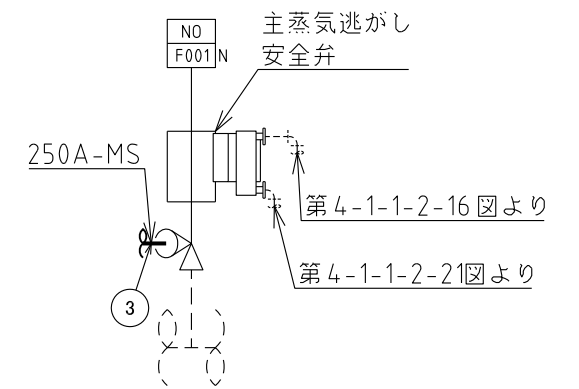 NO
F001 N
主蒸気逃がし
安全弁
250A-MS
第4-1-1-2-16図より
第4-1-1-2-21図より
3